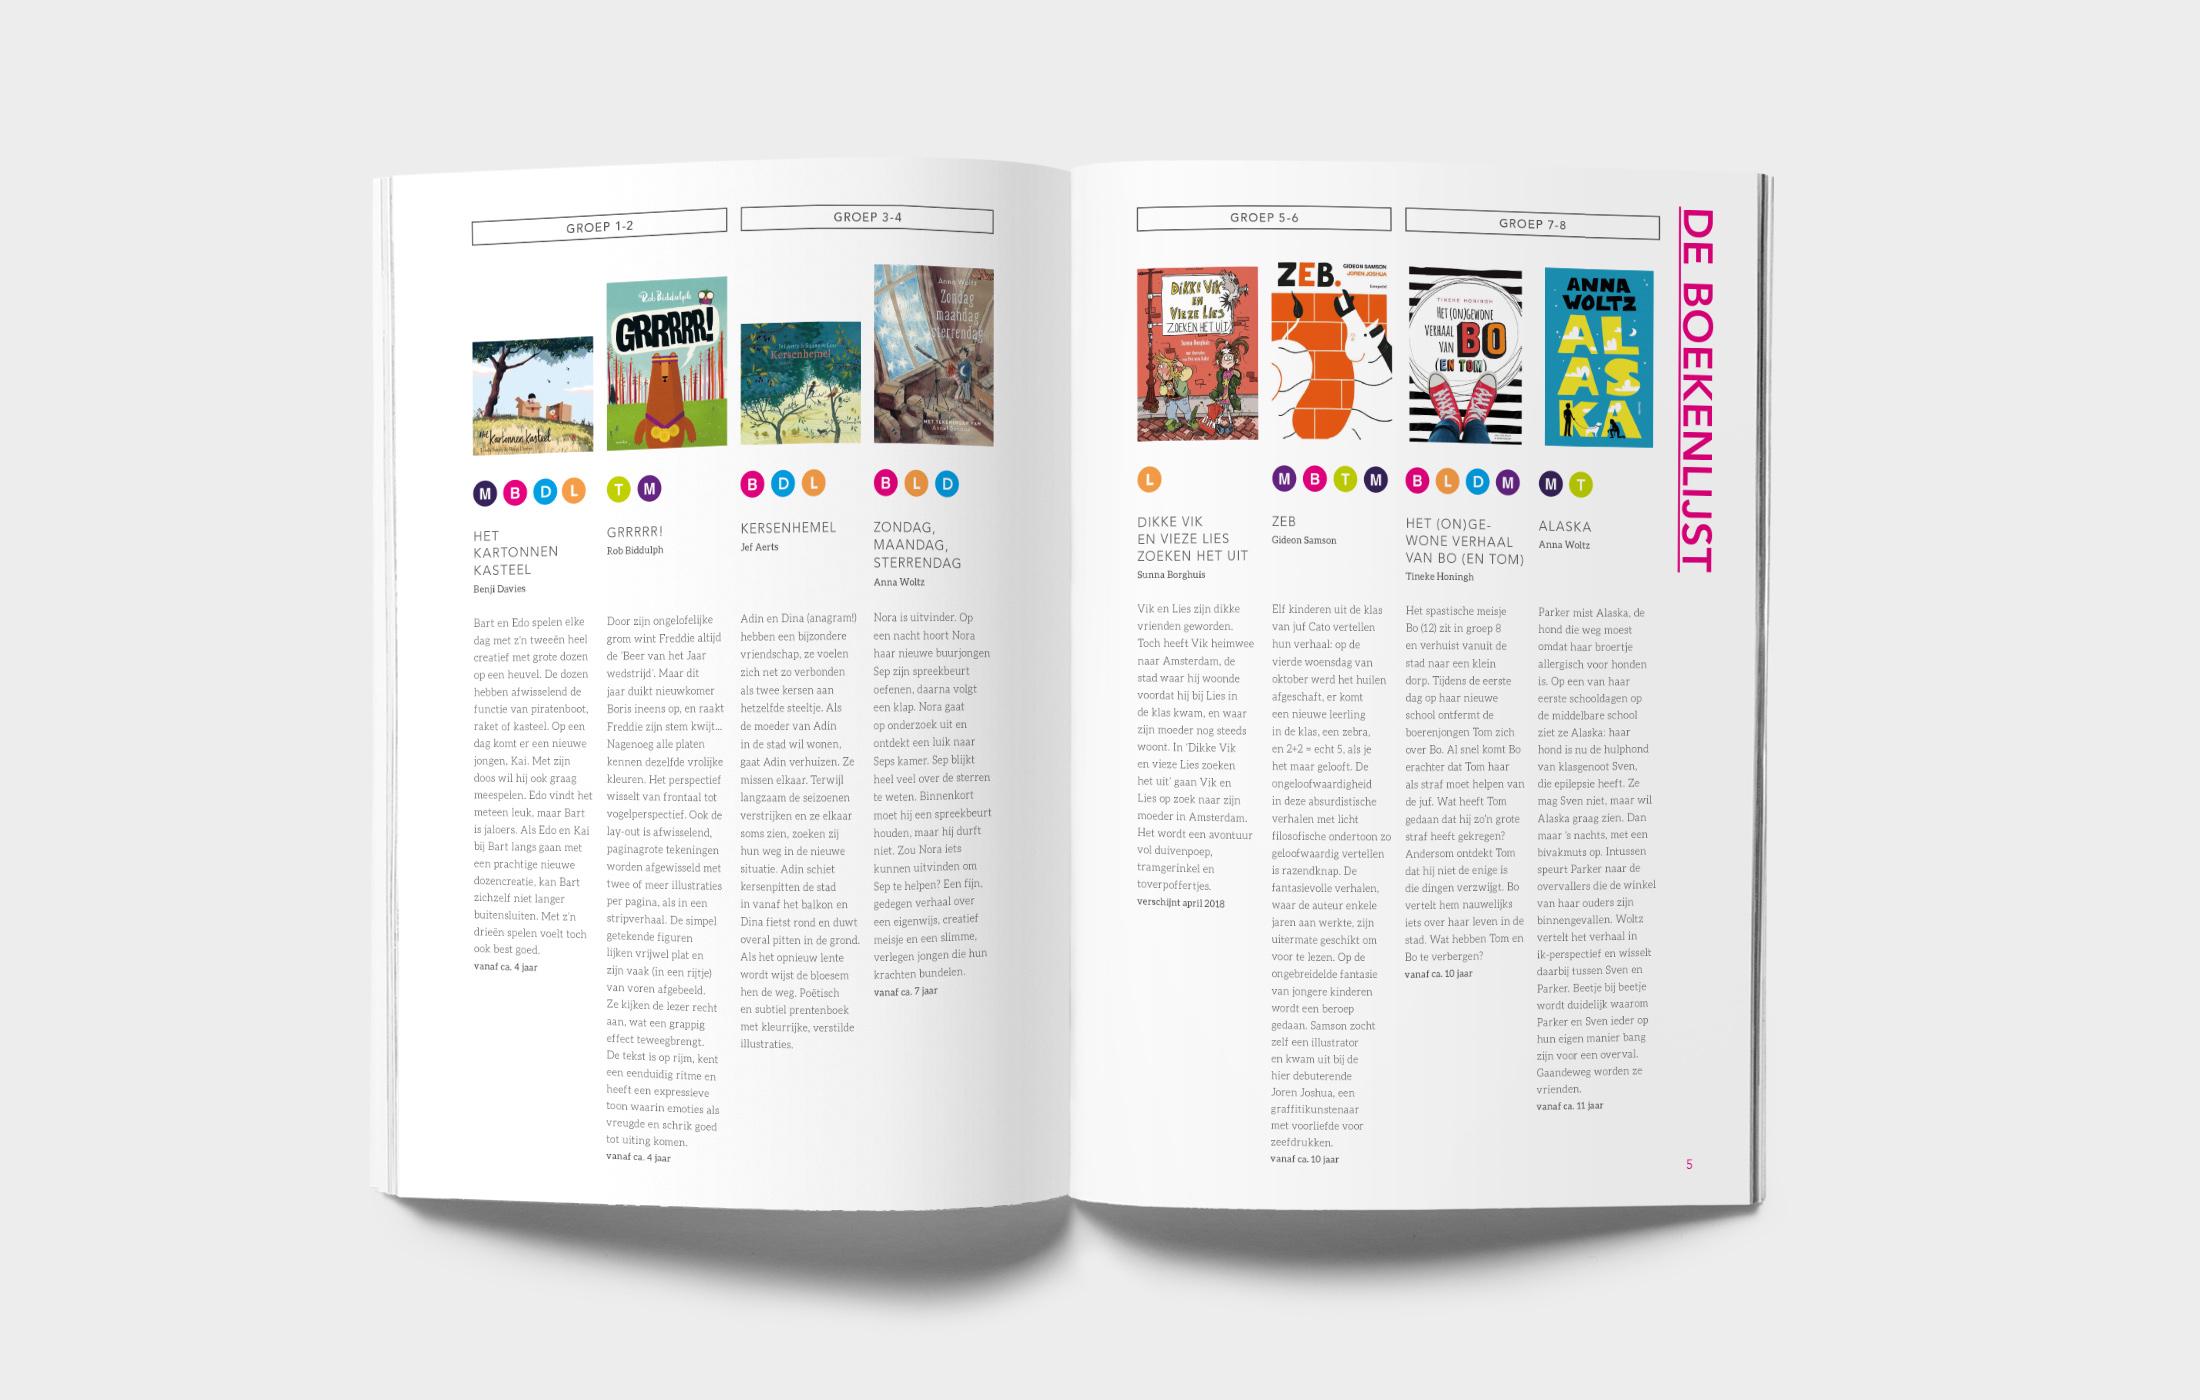 GROEP 1-2
Het Kartonnen Kasteel
M B D L
HET
KARTONNEN
KASTEEL
Benji Davies
Bart en Edo spelen elke
dag met z'n tweeën heel
creatief met grote dozen
op een heuvel. De dozen
hebben afwisselend de
functie van piratenboot,
raket of kasteel. Op een
dag komt er een nieuwe
jongen, Kai. Met zijn
doos wil hij ook graag
meespelen. Edo vindt het
meteen leuk, maar Bart
is jaloers. Als Edo en Kai
bij Bart langs gaan met
een prachtige nieuwe
dozencreatie, kan Bart
zichzelf niet langer
buitensluiten. Met z'n
drieën spelen voelt toch
ook best goed.
vanaf ca. 4 jaar
Rob Biddulph
GRRRRR!
T M
GRRRRR!
Rob Biddulph
Door zijn ongelofelijke
grom wint Freddie altijd
de 'Beer van het Jaar
wedstrijd'. Maar dit
jaar duikt nieuwkomer
Boris ineens op, en raakt
Freddie zijn stem kwijt...
Nagenoeg alle platen
kennen dezelfde vrolijke
kleuren. Het perspectief
wisselt van frontaal tot
vogelperspectief. Ook de
lay-out is afwisselend,
paginagrote tekeningen
worden afgewisseld met
twee of meer illustraties
per pagina, als in een
stripverhaal. De simpel
getekende figuren
lijken vrijwel plat en
zijn vaak (in een rijtje)
van voren afgebeeld.
Ze kijken de lezer recht
aan, wat een grappig
effect teweegbrengt.
De tekst is op rijm, kent
een eenduidig ritme en
heeft een expressieve
toon waarin emoties als
vreugde en schrik goed
tot uiting komen.
vanaf ca. 4 jaar
GROEP 3-4
Kersenhemel
B D L
KERSENHEMEL
Jef Aerts
Adin en Dina (anagram!)
hebben een bijzondere
vriendschap, ze voelen
zich net zo verbonden
als twee kersen aan
hetzelfde steeltje. Als
de moeder van Adin
in de stad wil wonen,
gaat Adin verhuizen. Ze
missen elkaar. Terwijl
langzaam de seizoenen
verstrijken en ze elkaar
soms zien, zoeken zij
hun weg in de nieuwe
situatie. Adin schiet
kersenpitten de stad
in vanaf het balkon en
Dina fietst rond en duwt
overal pitten in de grond.
Als het opnieuw lente
wordt wijst de bloesem
hen de weg. Poëtisch
en subtiel prentenboek
met kleurrijke, verstilde
illustraties.
Anna Woltz
Zondag
maandag
sterrendag
MET TEKENINGEN VAN
B L D
ZONDAG,
MAANDAG,
STERRENDAG
Anna Woltz
Nora is uitvinder. Op
een nacht hoort Nora
haar nieuwe buurjongen
Sep zijn spreekbeurt
oefenen, daarna volgt
een klap. Nora gaat
op onderzoek uit en
ontdekt een luik naar
Seps kamer. Sep blijkt
heel veel over de sterren
te weten. Binnenkort
moet hij een spreekbeurt
houden, maar hij durft
niet. Zou Nora iets
kunnen uitvinden om
Sep te helpen? Een fijn,
gedegen verhaal over
een eigenwijs, creatief
meisje en een slimme,
verlegen jongen die hun
krachten bundelen.
vanaf ca. 7 jaar
GROEP 5-6
DIKKE VIK
EN
VIEZE LIES
ZOEKEN HET UIT
Sunna Borghuis
L
DIKKE VIK
EN VIEZE LIES
ZOEKEN HET UIT
Sunna Borghuis
Vik en Lies zijn dikke
vrienden geworden.
Toch heeft Vik heimwee
naar Amsterdam, de
stad waar hij woonde
voordat hij bij Lies in
de klas kwam, en waar
zijn moeder nog steeds
woont. In 'Dikke Vik
en vieze Lies zoeken
het uit' gaan Vik en
Lies op zoek naar zijn
moeder in Amsterdam.
Het wordt een avontuur
vol duivenpoep,
tramgerinkel en
toverpoffertjes.
verschijnt april 2018
ZEB.
GIDEON SAMSON
JOREN JOSHUA
M B T M
ZEB
Gideon Samson
Elf kinderen uit de klas
van juf Cato vertellen
hun verhaal: op de
vierde woensdag van
oktober werd het huilen
afgeschaft, er komt
een nieuwe leerling
in de klas, een zebra,
en 2+2 = echt 5, als je
het maar gelooft. De
ongeloofwaardigheid
in deze absurdistische
verhalen met licht
filosofische ondertoon zo
geloofwaardig vertellen
is razendknap. De
fantasievolle verhalen,
waar de auteur enkele
jaren aan werkte, zijn
uitermate geschikt om
voor te lezen. Op de
ongebreidelde fantasie
van jongere kinderen
wordt een beroep
gedaan. Samson zocht
zelf een illustrator
en kwam uit bij de
hier debuterende
Joren Joshua, een
graffitikunstenaar
met voorliefde voor
zeefdrukken.
vanaf ca. 10 jaar
GROEP 7-8
TINEKE HONINGH
HET (ON)GEWONE
VERHAAL
VAN BO
(EN TOM)
B L D M
HET (ON)GE-
WONE VERHAAL
VAN BO (EN TOM)
Tineke Honingh
Het spastische meisje
Bo (12) zit in groep 8
en verhuist vanuit de
stad naar een klein
dorp. Tijdens de eerste
dag op haar nieuwe
school ontfermt de
boerenjongen Tom zich
over Bo. Al snel komt Bo
erachter dat Tom haar
als straf moet helpen van
de juf. Wat heeft Tom
gedaan dat hij zo'n grote
straf heeft gekregen?
Andersom ontdekt Tom
dat hij niet de enige is
die dingen verzwijgt. Bo
vertelt hem nauwelijks
iets over haar leven in de
stad. Wat hebben Tom en
Bo te verbergen?
vanaf ca. 10 jaar
ANNA
WOLTZ
AL
AS
KA
M T
ALASKA
Anna Woltz
Parker mist Alaska, de
hond die weg moest
omdat haar broertje
allergisch voor honden
is. Op een van haar
eerste schooldagen op
de middelbare school
ziet ze Alaska: haar
hond is nu de hulphond
van klasgenoot Sven,
die epilepsie heeft. Ze
mag Sven niet, maar wil
Alaska graag zien. Dan
maar 's nachts, met een
bivakmuts op. Intussen
speurt Parker naar de
overvallers die de winkel
van haar ouders zijn
binnengevallen. Woltz
vertelt het verhaal in
ik-perspectief en wisselt
daarbij tussen Sven en
Parker. Beetje bij beetje
wordt duidelijk waarom
Parker en Sven ieder op
hun eigen manier bang
zijn voor een overval.
Gaandeweg worden ze
vrienden.
vanaf ca. 11 jaar
DE BOEKENLIJST
5